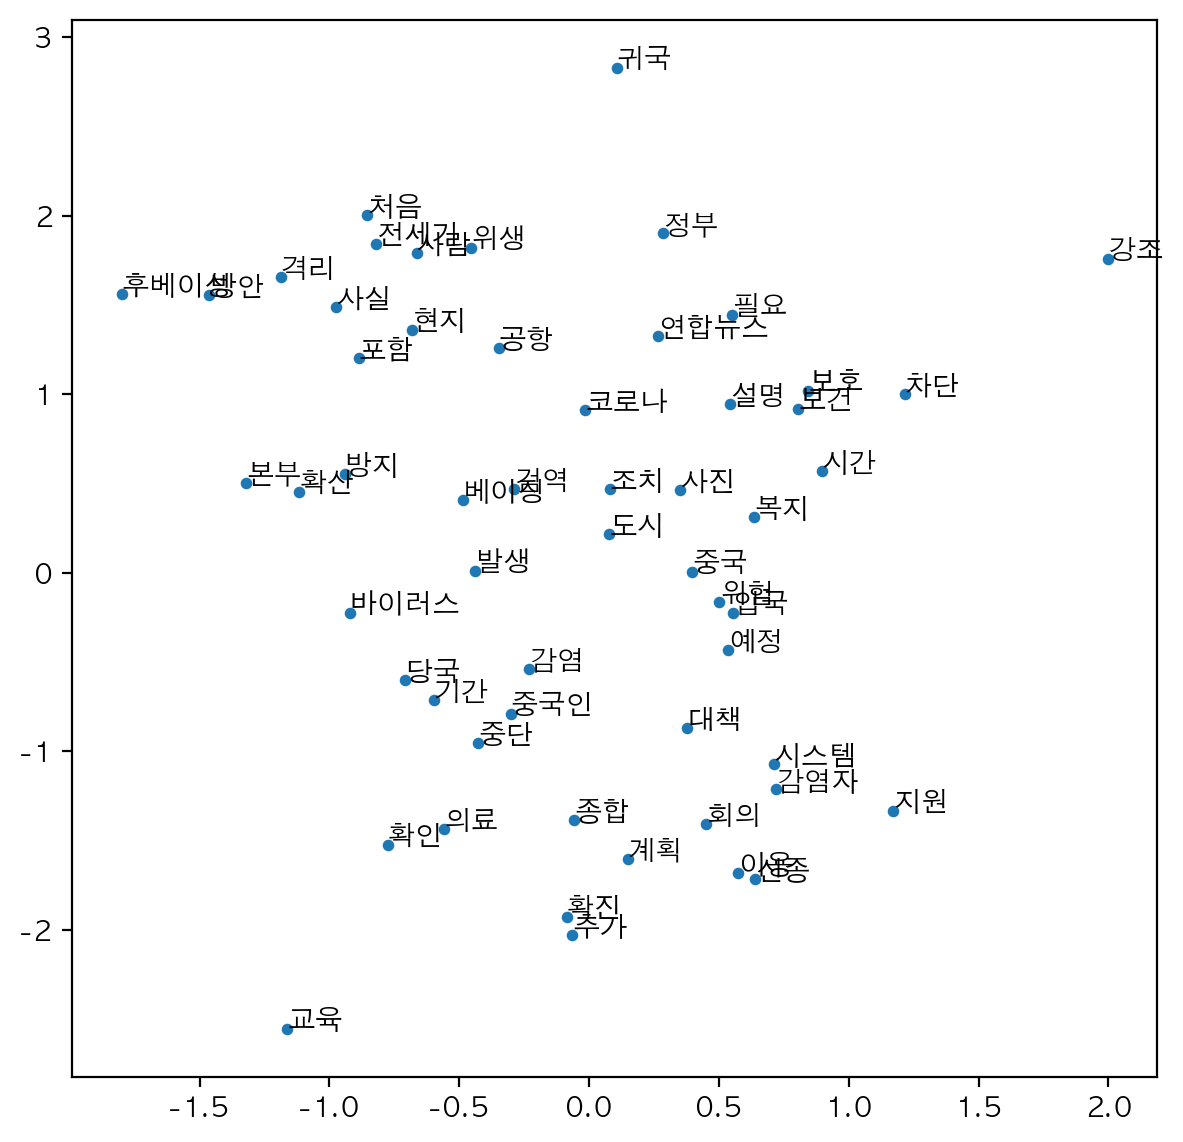 3
귀국
처음
2
정부
전세기
사람
위생
강조
격리
후베이성
방안
사실
필요
현지
연합뉴스
공항
포함
보호
1
차단
설명
보건
코로나
시간
방지
본부
확산
검역
베이징
조치
사진
복지
도시
중국
발생
0
위험
입국
바이러스
예정
감염
당국
기간
중국인
대책
중단
-1
시스템
감염자
지원
종합
회의
의료
확인
계획
이용
신종
확진
추가
-2
교육
-1.5 -1.0 -0.5 0.0 0.5 1.0 1.5 2.0